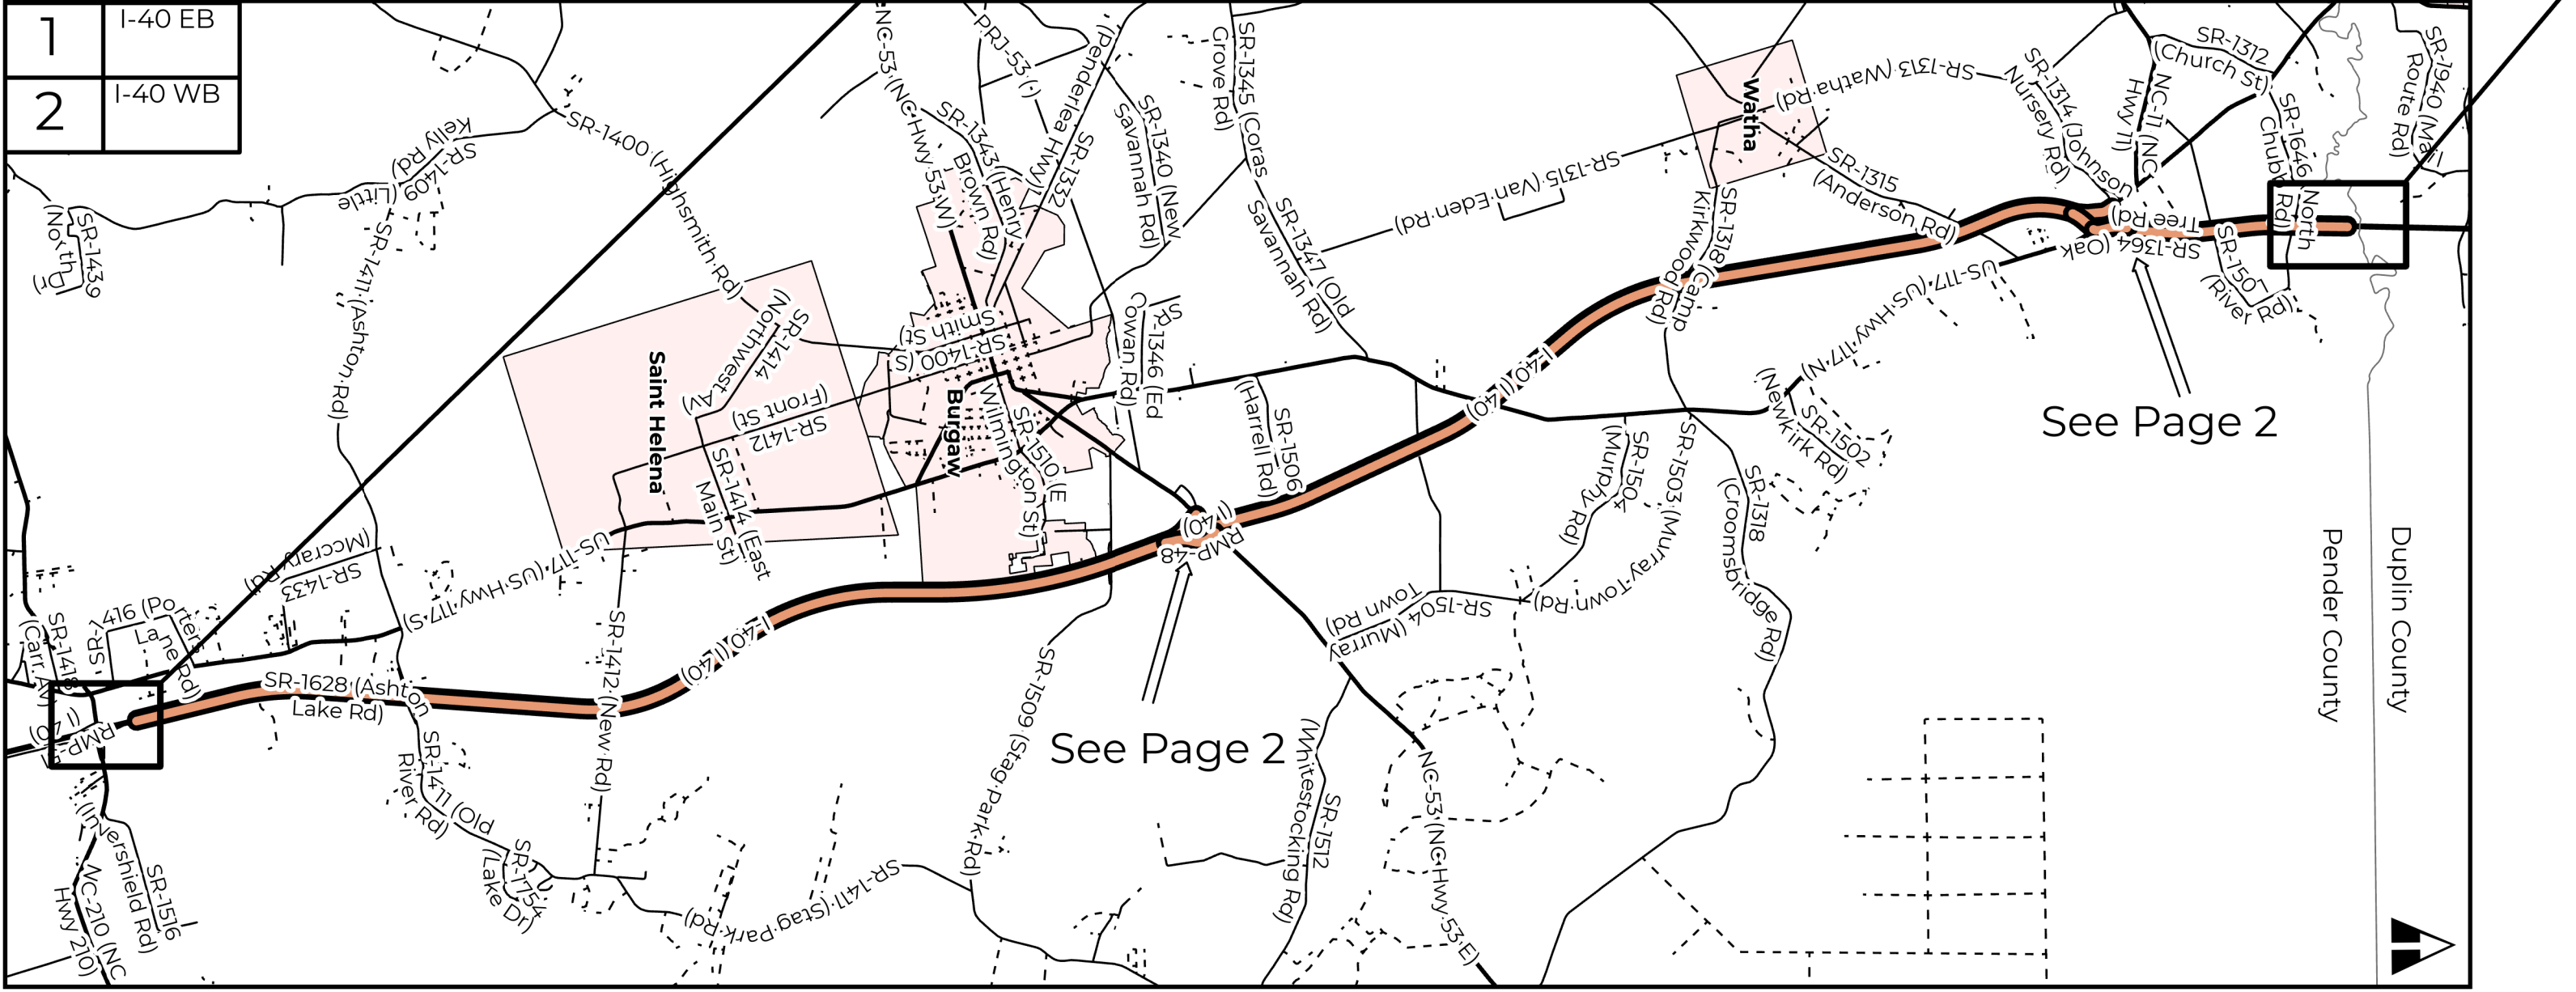 1
I-40 EB
2
I-40 WB
SR-1409
(Little
Kelly Rd)
SR-1400 (Highsmith Rd)
SR-1439
(North
Dr)
SR-1411 (Ashton Rd)
NC-53 (NC Hwy 53 W)
PRJ-53 (-)
SR-1343 (Henry
Brown Rd)
SR-1332
(Penderlea Hwy)
SR-1340 (New
Savannah Rd)
SR-1345 (Coras
Grove Rd)
SR-1347 (Old
Savannah Rd)
SR-1315 (Van Eden Rd)
Watha
SR-1313 (Watha Rd)
SR-1315
(Anderson Rd)
SR-1318 (Camp
Kirkwood Rd)
SR-1314 (Johnson
Nursery Rd)
NC-11 (NC
Hwy 11)
SR-1312
(Church St)
SR-1646 North
Chubb
Rd)
SR-1940 (Mai
Route Rd)
SR-1364 (Oak
Tree Rd)
SR-1507
(River Rd)
US-117 (US Hwy 117 N)
See Page 2
Duplin County
Pender County
Saint Helena
SR-1414
(Northwest Av
SR-1412
(Front St)
SR-1414 (East
Main St)
SR-1400 (S
Smith St)
Burgaw
SR-1510 (E
Wilmington St)
SR-1346 (Ed
Cowan Rd)
SR-1506
(Harrell Rd)
I-40 (I 40)
SR-1504
(Murphy Rd)
SR-1503 (Murray Town Rd)
SR-1318
(Croomsbridge Rd)
SR-1502
(Newkirk Rd)
RMP-48
(I 40)
SR-1504 (Murray
Town Rd)
See Page 2
SR-1433
(Mccrary Rd)
US-117 (US Hwy 117 S)
1416 (Porter
Lane Rd)
SR-
SR-1418
(Carr Av)
RMP-
(I 40)
SR-1628 (Ashton
Lake Rd)
SR-1412 (New Rd)
I-40 (I 40)
SR-1411 (Old
River Rd)
SR-1754
(Lake Dr)
SR-1411 (Stag Park Rd)
SR-1509 (Stag Park Rd)
SR-1512
(Whitestocking Rd)
NC-53 (NC Hwy 53 E)
SR-1516
(Invershield Rd)
NC-210 (NC
Hwy 210)